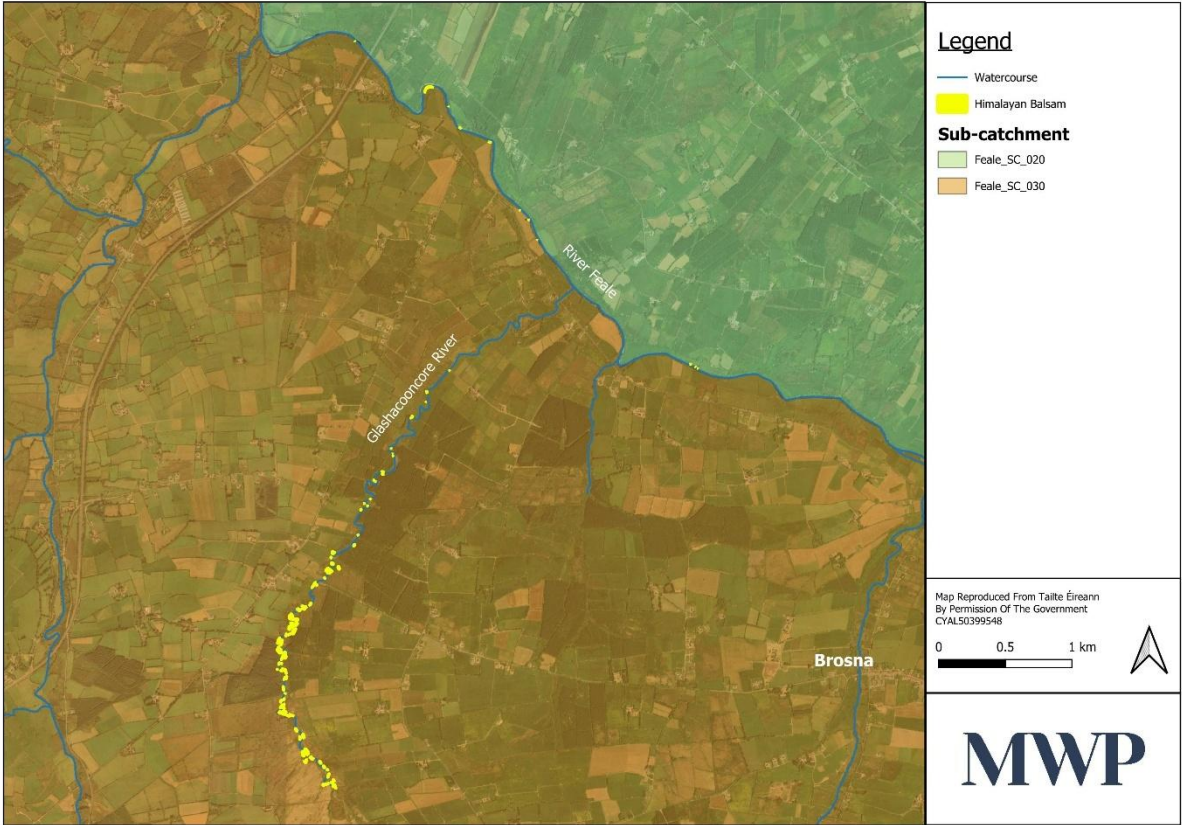 River Feale
Glashacooncore River
Brosna
Legend
Watercourse
Himalayan Balsam
Sub-catchment
Feale_SC_020
Feale_SC_030
Map Reproduced From Tailte Éireann
By Permission Of The Government
CYAL50399548
0 0.5 1 km
MWP